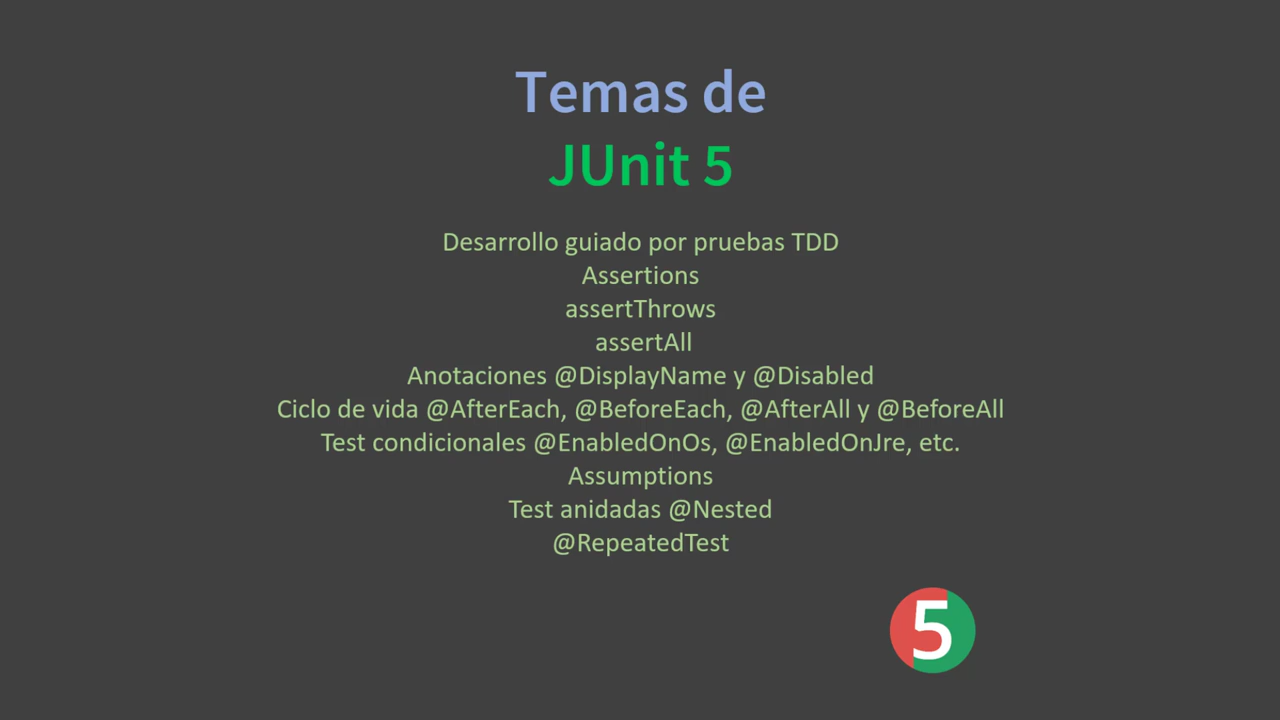 Temas de
JUnit 5
Desarrollo guiado por pruebas TDD
Assertions
assertThrows
assertAll
Anotaciones @DisplayName y @Disabled
Ciclo de vida @AfterEach, @BeforeEach, @AfterAll y @BeforeAll
Test condicionales @EnabledOnOs, @EnabledOnJre, etc.
Assumptions
Test anidadas @Nested
@RepeatedTest
5